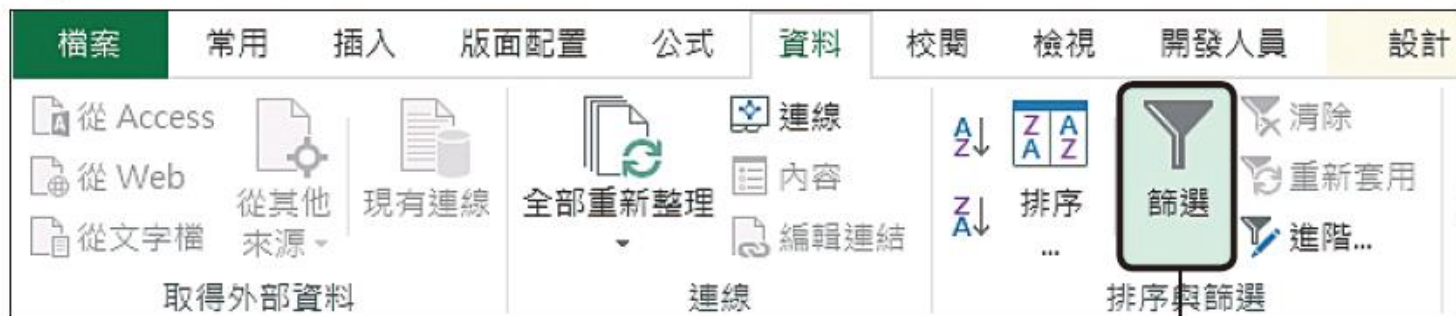 檔案 常用 插入 版面配置 公式 資料 校閱 檢視 開發人員 設計
從 Access
從 Web
從文字檔
從其他
來源
現有連線
取得外部資料
全部重新整理
連線
內容
編輯連結
連線
排序
...
篩選
清除
重新套用
進階...
排序與篩選